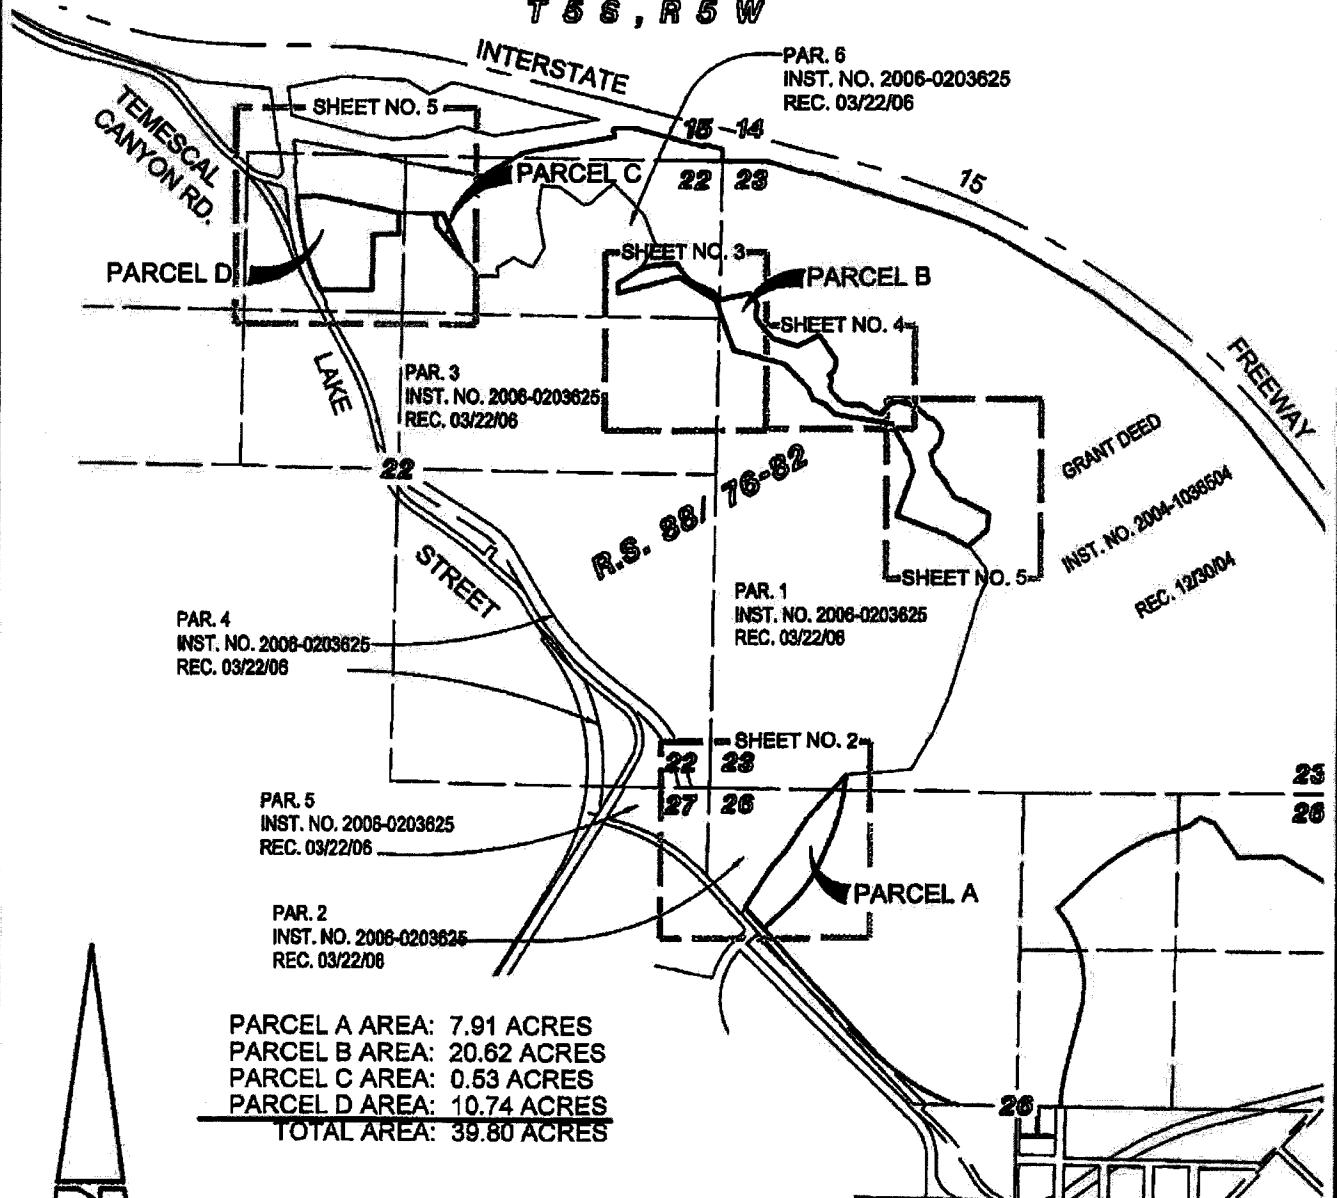 T5S, R5W
INTERSTATE
PAR. 6
INST. NO. 2006-0203625
REC. 03/22/06
TEMESCAL
CANYON RD.
SHEET NO. 5
15 14
22 23
15
PARCEL C
PARCEL D
SHEET NO. 3
PARCEL B
SHEET NO. 4
FREEWAY
LAKE
PAR. 3
INST. NO. 2006-0203625
REC. 03/22/06
GRANT DEED
INST. NO. 2004-1036504
REC. 12/30/04
22
R.S. 88/ 76-82
STREET
SHEET NO. 5
PAR. 1
INST. NO. 2006-0203625
REC. 03/22/06
PAR. 4
INST. NO. 2006-0203625
REC. 03/22/06
SHEET NO. 2
22 23
27 26
23
26
PAR. 5
INST. NO. 2006-0203625
REC. 03/22/06
PARCEL A
PAR. 2
INST. NO. 2006-0203625
REC. 03/22/06
PARCEL A AREA: 7.91 ACRES
PARCEL B AREA: 20.62 ACRES
PARCEL C AREA: 0.53 ACRES
PARCEL D AREA: 10.74 ACRES
TOTAL AREA: 39.80 ACRES
26